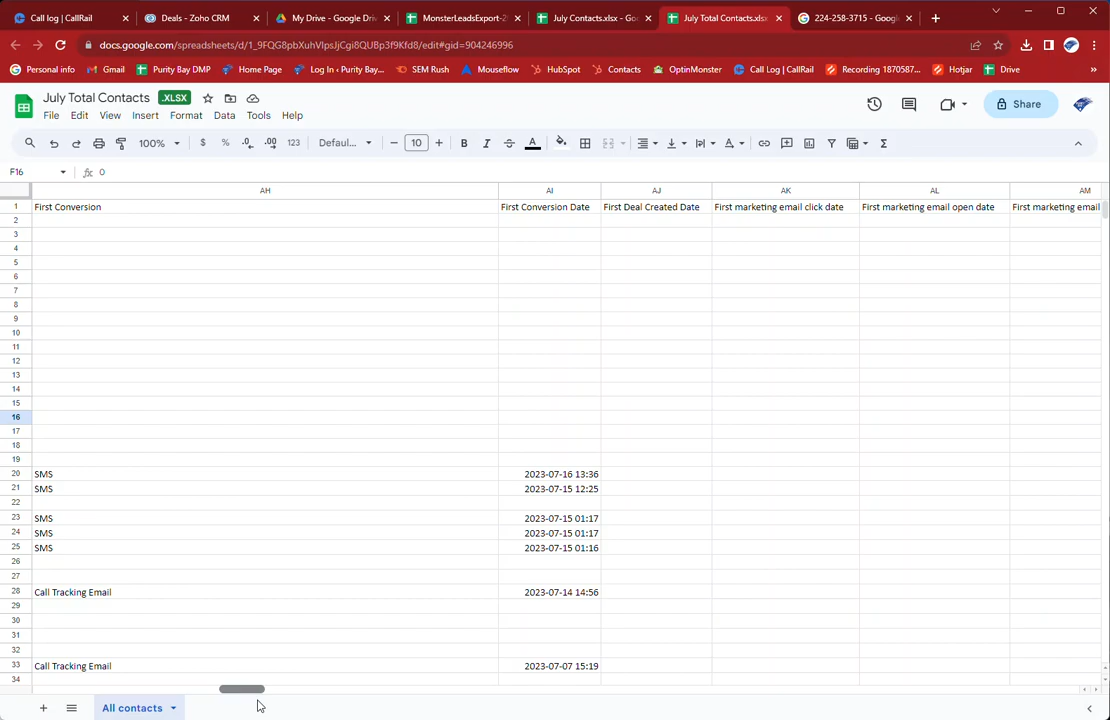 Call log | CallRail
Deals - Zoho CRM
My Drive - Google Driv
MonsterLeadsExport-2
July Contacts.xlsx - Go
July Total Contacts.xlsx
224-258-3715 - Google
docs.google.com/spreadsheets/d/1_9FQG8pbXuhVlpsJjCgi8QUBp3f9Kfd8/edit#gid=904246996
Personal info
Gmail
Purity Bay DMP
Home Page
Log In ‹ Purity Bay...
SEM Rush
Mouseflow
HubSpot
Contacts
OptinMonster
Call Log | CallRail
Recording 1870587...
Hotjar
Drive
»
July Total Contacts
.XLSX
File Edit View Insert Format Data Tools Help
Share
100% $ % .0 .00 123 Defaul... − 10 + B I A Σ
F16
fx 0
AH AI AJ AK AL AM
1 First Conversion First Conversion Date First Deal Created Date First marketing email click date First marketing email open date First marketing email
2
3
4
5
6
7
8
9
10
11
12
13
14
15
16
17
18
19
20 SMS 2023-07-16 13:36
21 SMS 2023-07-15 12:25
22
23 SMS 2023-07-15 01:17
24 SMS 2023-07-15 01:17
25 SMS 2023-07-15 01:16
26
27
28 Call Tracking Email 2023-07-14 14:56
29
30
31
32
33 Call Tracking Email 2023-07-07 15:19
34
All contacts